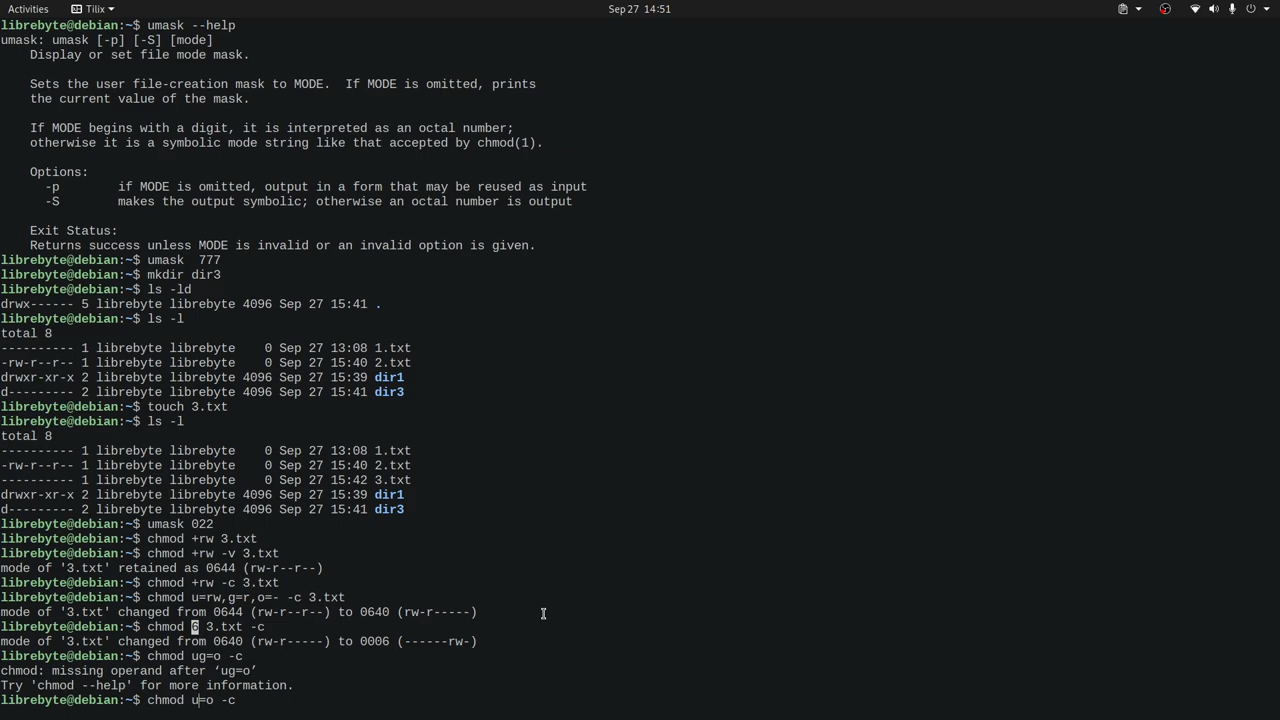 Activities Tilix Sep 27 14:51
librebyte@debian:~$ umask --help
umask: umask [-p] [-S] [mode]
    Display or set file mode mask.

    Sets the user file-creation mask to MODE.  If MODE is omitted, prints
    the current value of the mask.

    If MODE begins with a digit, it is interpreted as an octal number;
    otherwise it is a symbolic mode string like that accepted by chmod(1).

    Options:
      -p        if MODE is omitted, output in a form that may be reused as input
      -S        makes the output symbolic; otherwise an octal number is output

    Exit Status:
    Returns success unless MODE is invalid or an invalid option is given.
librebyte@debian:~$ umask  777
librebyte@debian:~$ mkdir dir3
librebyte@debian:~$ ls -ld
drwx------ 5 librebyte librebyte 4096 Sep 27 15:41 .
librebyte@debian:~$ ls -l
total 8
---------- 1 librebyte librebyte    0 Sep 27 13:08 1.txt
-rw-r--r-- 1 librebyte librebyte    0 Sep 27 15:40 2.txt
drwxr-xr-x 2 librebyte librebyte 4096 Sep 27 15:39 dir1
d--------- 2 librebyte librebyte 4096 Sep 27 15:41 dir3
librebyte@debian:~$ touch 3.txt
librebyte@debian:~$ ls -l
total 8
---------- 1 librebyte librebyte    0 Sep 27 13:08 1.txt
-rw-r--r-- 1 librebyte librebyte    0 Sep 27 15:40 2.txt
---------- 1 librebyte librebyte    0 Sep 27 15:42 3.txt
drwxr-xr-x 2 librebyte librebyte 4096 Sep 27 15:39 dir1
d--------- 2 librebyte librebyte 4096 Sep 27 15:41 dir3
librebyte@debian:~$ umask 022
librebyte@debian:~$ chmod +rw 3.txt
librebyte@debian:~$ chmod +rw -v 3.txt
mode of '3.txt' retained as 0644 (rw-r--r--)
librebyte@debian:~$ chmod +rw -c 3.txt
librebyte@debian:~$ chmod u=rw,g=r,o=- -c 3.txt
mode of '3.txt' changed from 0644 (rw-r--r--) to 0640 (rw-r-----)
librebyte@debian:~$ chmod 6 3.txt -c
mode of '3.txt' changed from 0640 (rw-r-----) to 0006 (------rw-)
librebyte@debian:~$ chmod ug=o -c
chmod: missing operand after ‘ug=o’
Try 'chmod --help' for more information.
librebyte@debian:~$ chmod u=o -c